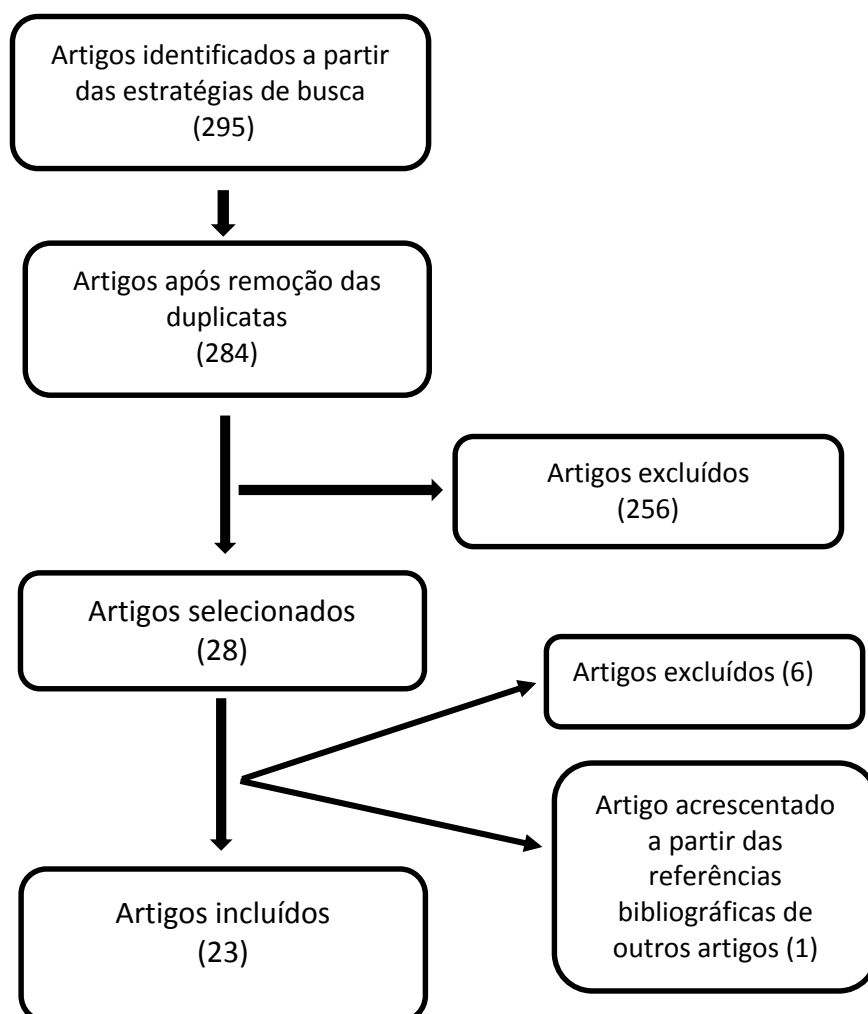 Artigos identificados a partir
das estratégias de busca
(295)
Artigos após remoção das
duplicatas
(284)
Artigos excluídos
(256)
Artigos selecionados
(28)
Artigos excluídos (6)
Artigo acrescentado
a partir das
referências
bibliográficas de
outros artigos (1)
Artigos incluídos
(23)